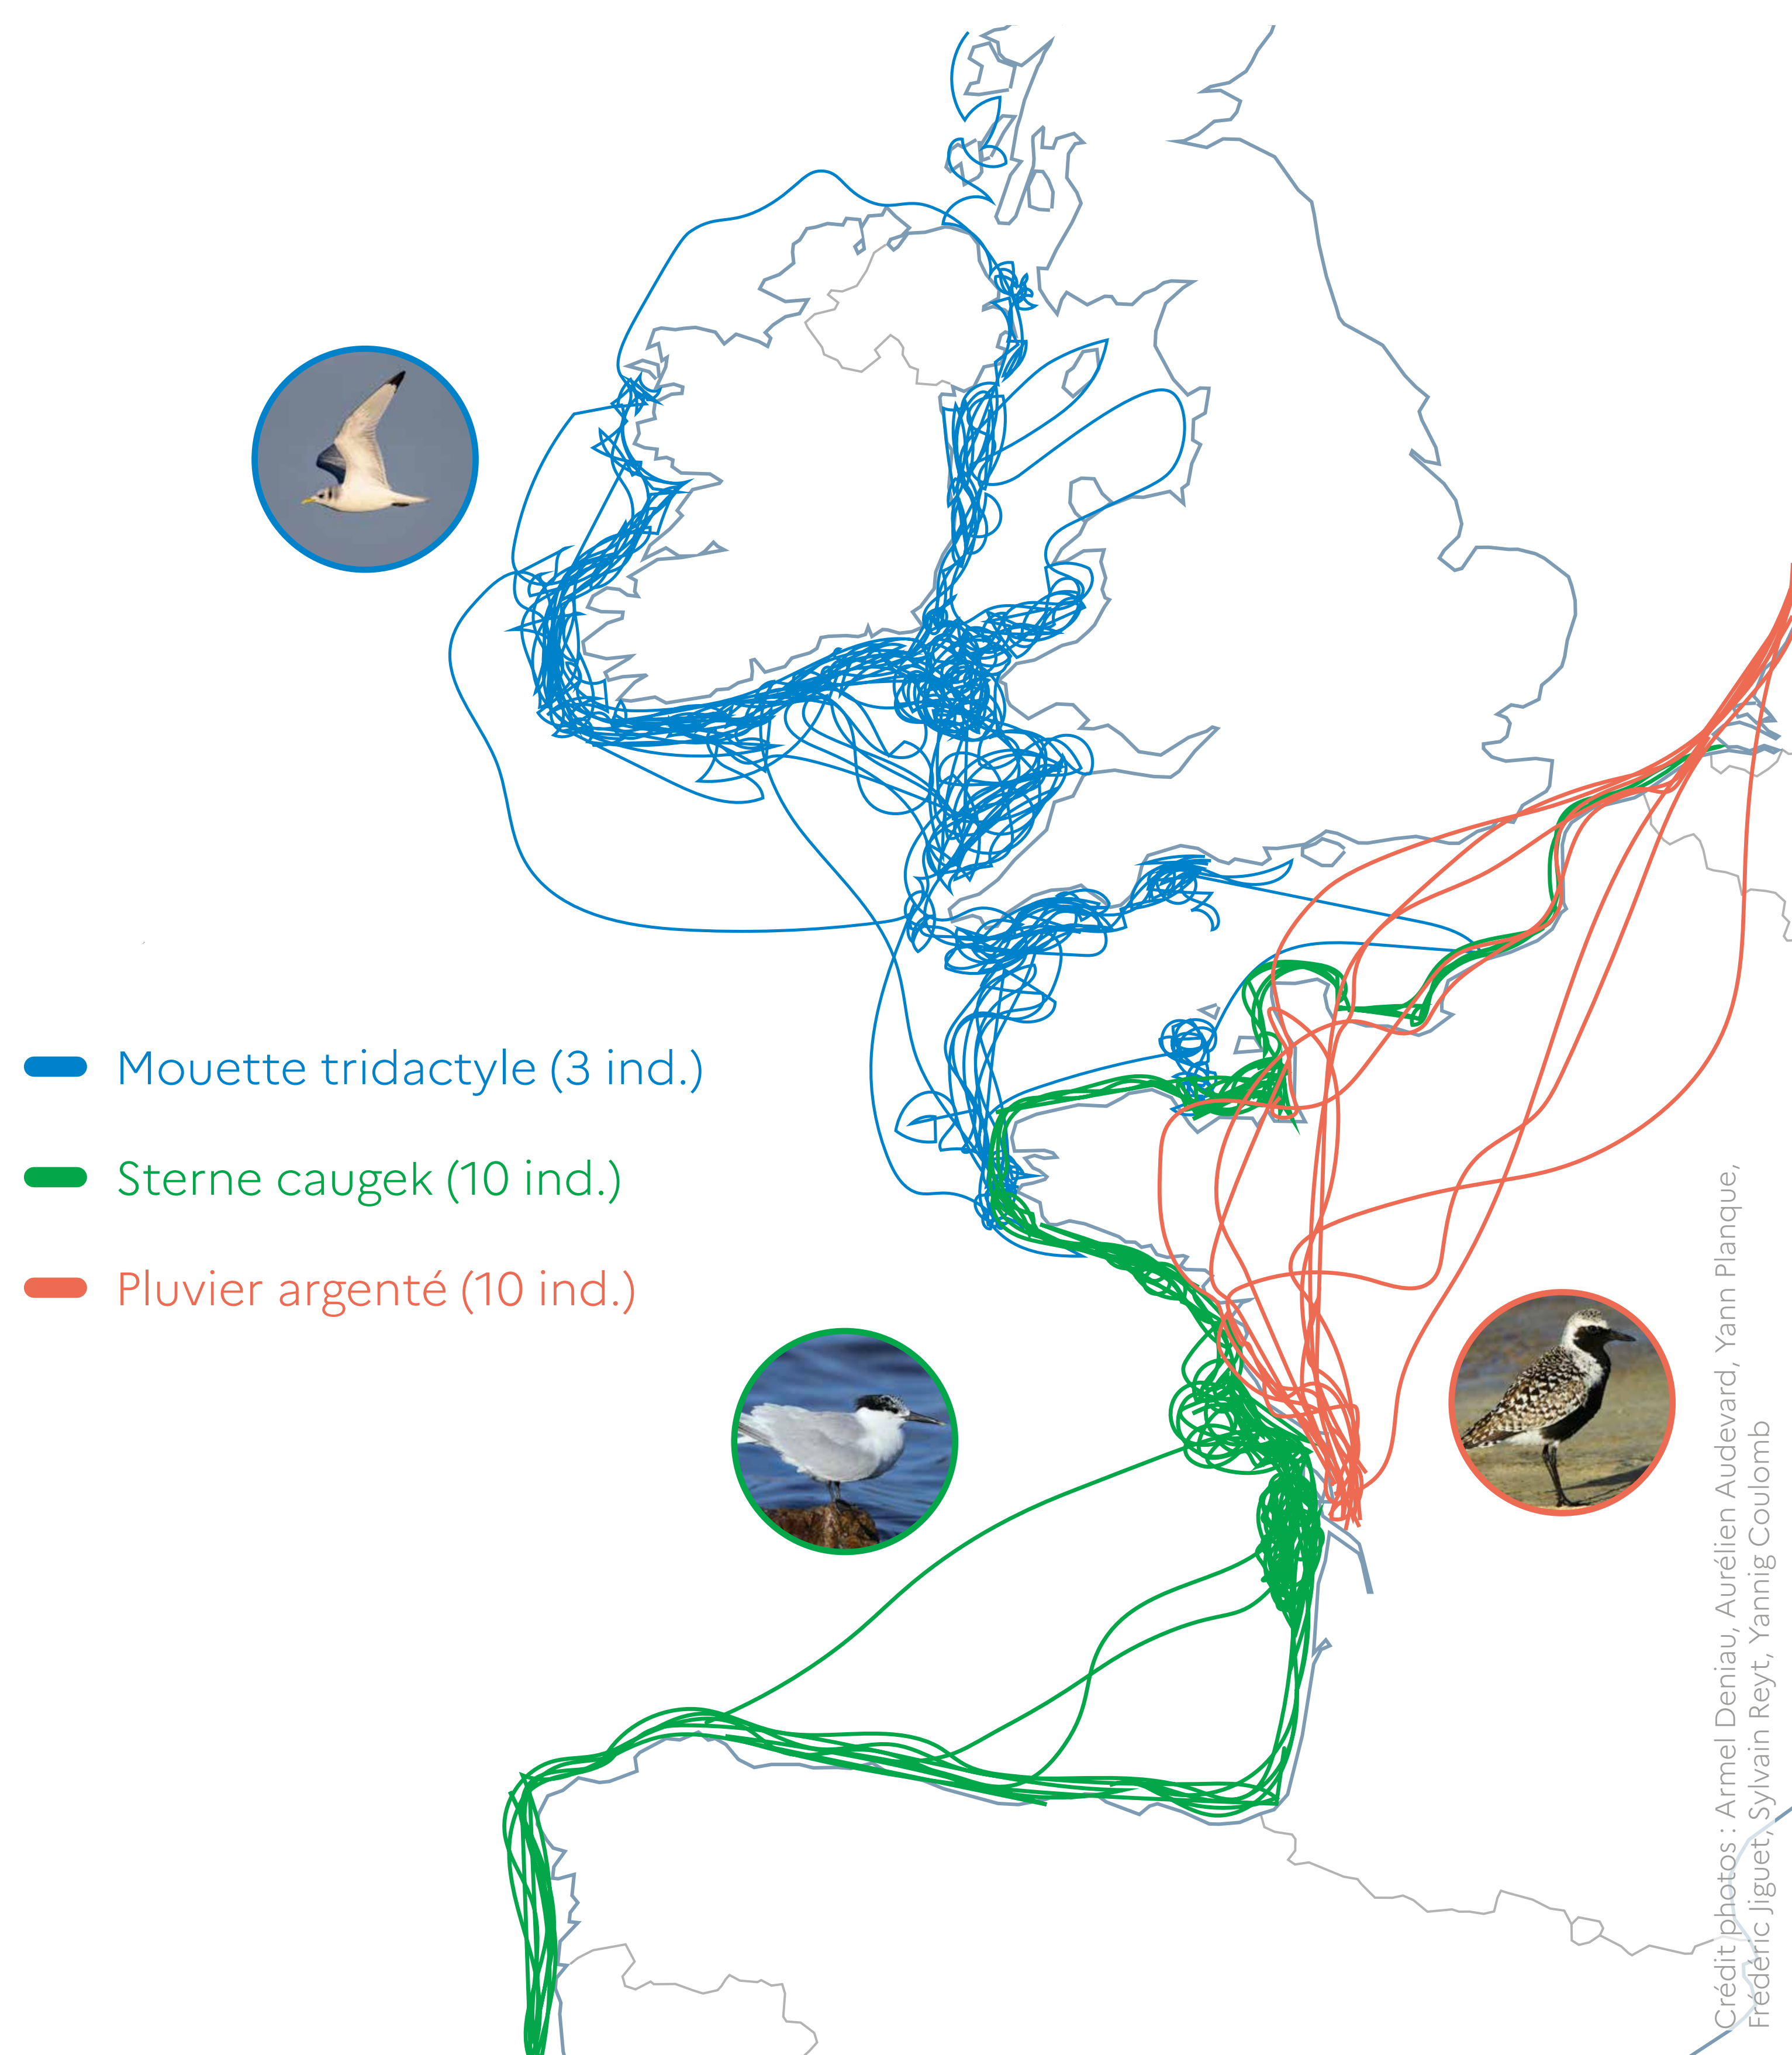 Mouette tridactyle (3 ind.)
Sterne caugek (10 ind.)
Pluvier argenté (10 ind.)
Crédit photos : Armel Deniau, Aurélien Audevard, Yann Planque,
Frédéric Jiguet, Sylvain Reyt, Yannig Coulomb